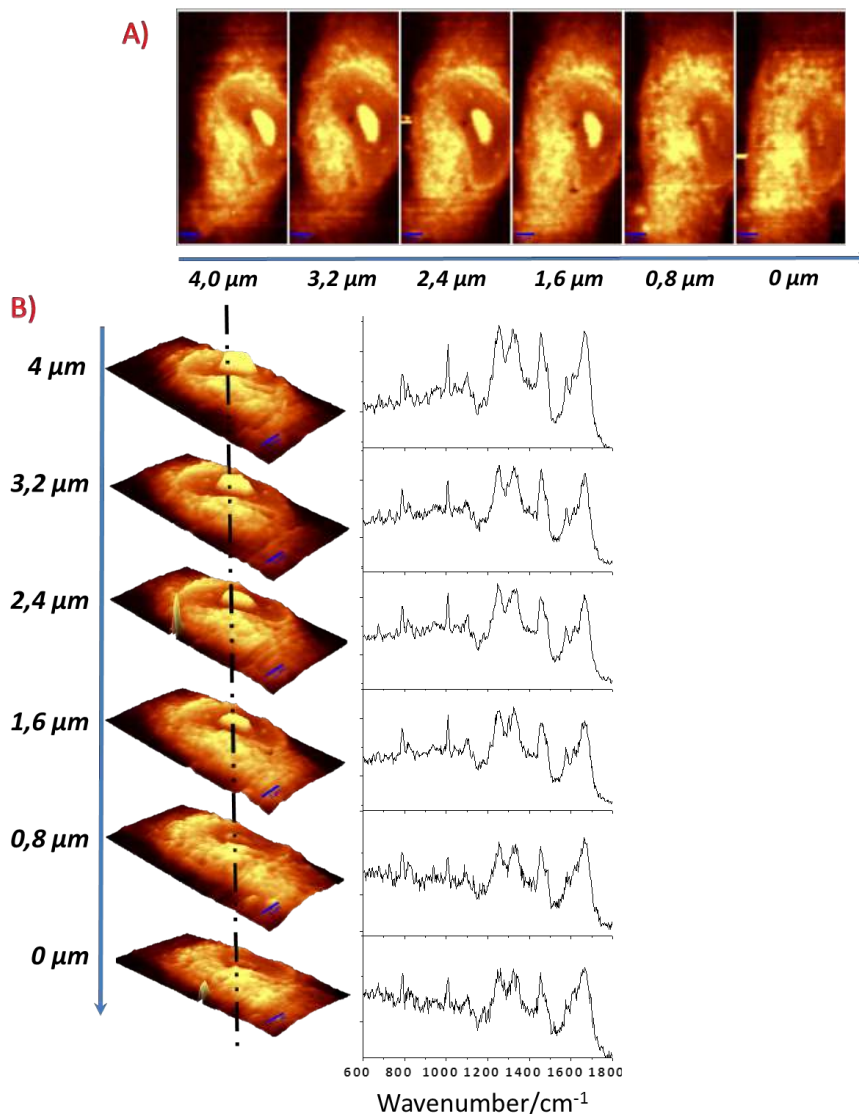 A)
4,0 µm 3,2 µm 2,4 µm 1,6 µm 0,8 µm 0 µm
B)
4 µm
3,2 µm
2,4 µm
1,6 µm
0,8 µm
0 µm
600 800 1000 1200 1400 1600 1800
Wavenumber/cm⁻¹